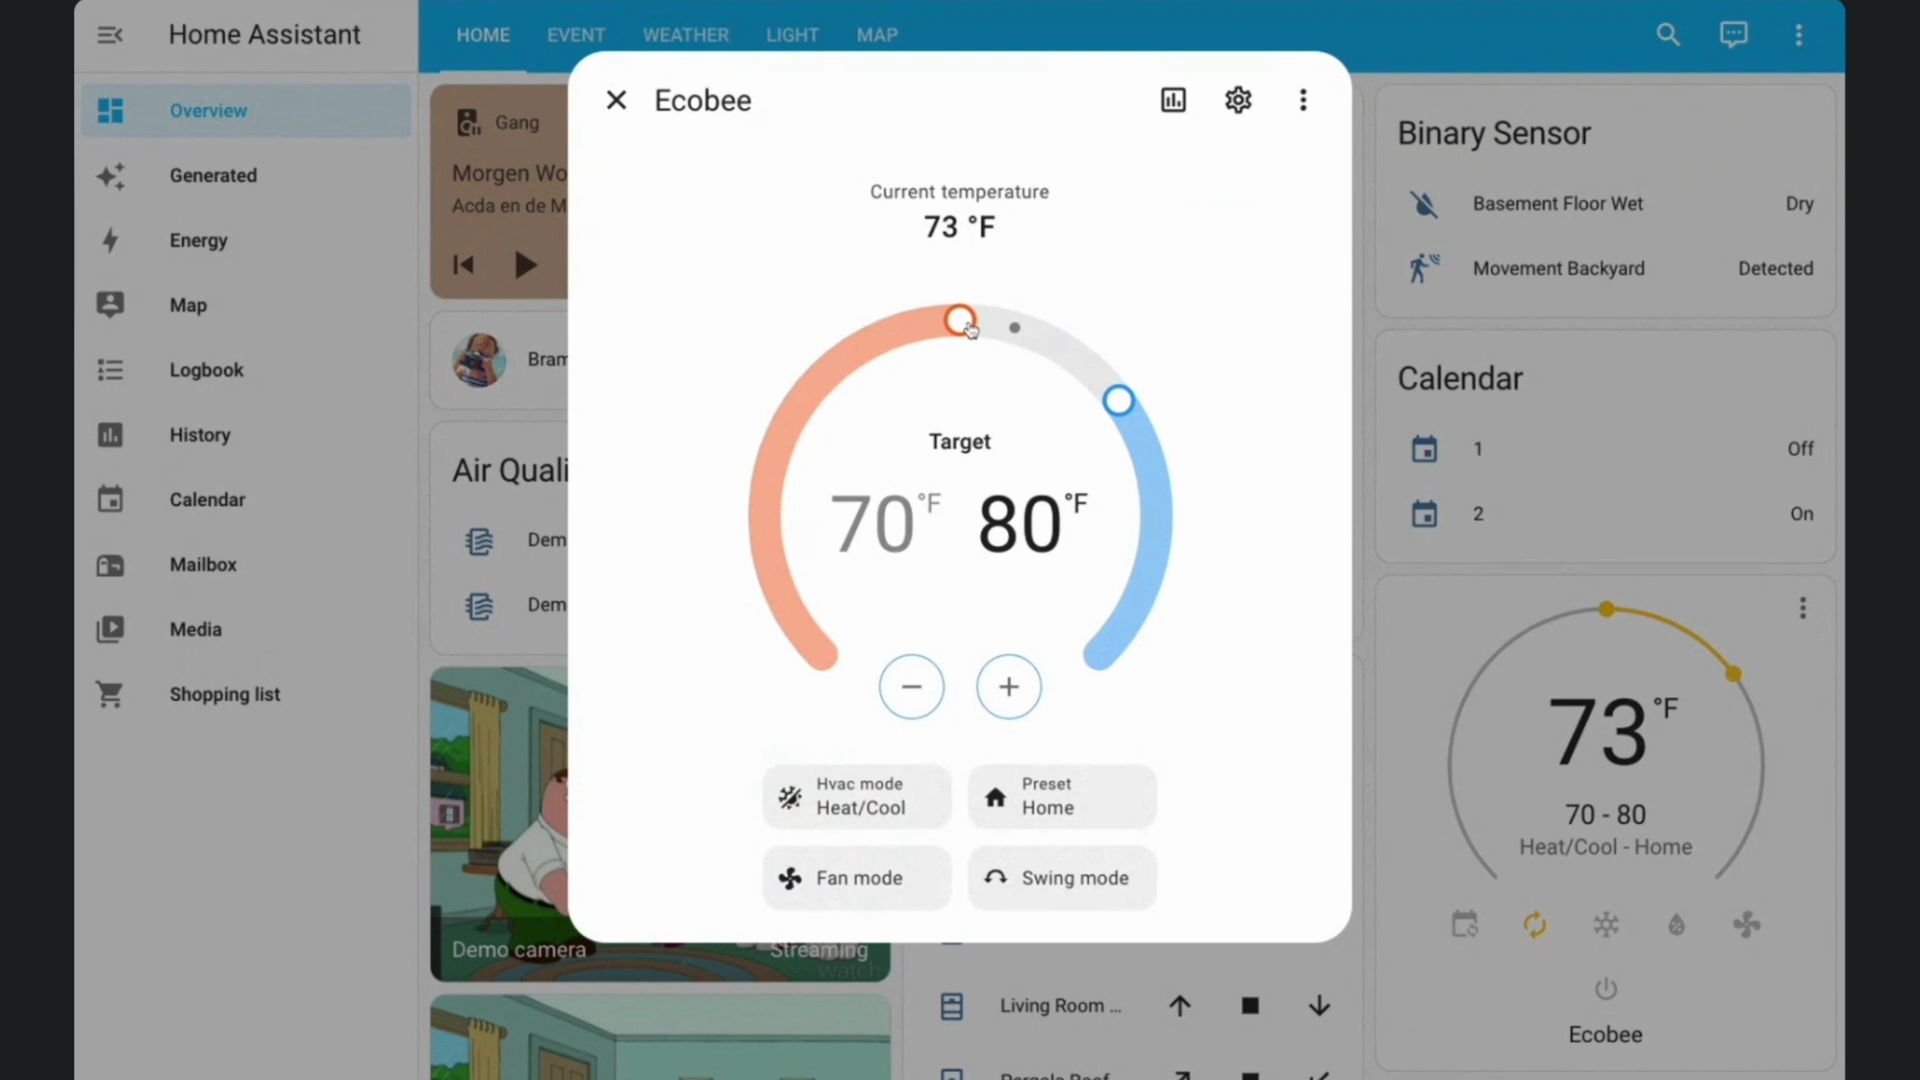 Home Assistant
HOME EVENT WEATHER LIGHT MAP
Overview
Generated
Energy
Map
Logbook
History
Calendar
Mailbox
Media
Shopping list
Gang
Morgen Wo
Acda en de M
Bram
Air Quali
Dem
Dem
Demo camera
Streaming
Ecobee
Current temperature
73 °F
Target
70 °F 80 °F
Hvac mode
Heat/Cool
Preset
Home
Fan mode
Swing mode
Living Room ...
Binary Sensor
Basement Floor Wet Dry
Movement Backyard Detected
Calendar
1 Off
2 On
73 °F
70 - 80
Heat/Cool - Home
Ecobee